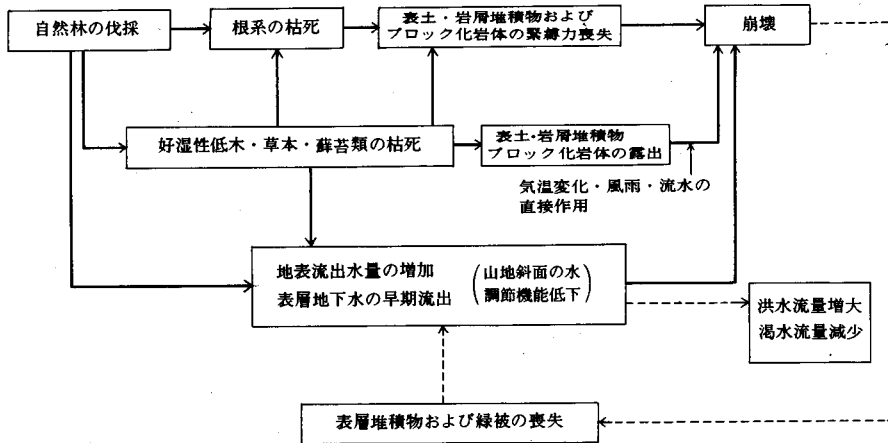 自然林の伐採
根系の枯死
表土・岩層堆積物および
ブロック化岩体の緊縛力喪失
崩壊
好湿性低木・草本・蘚苔類の枯死
表土・岩層堆積物
ブロック化岩体の露出
気温変化・風雨・流水の
直接作用
地表流出水量の増加
表層地下水の早期流出
(山地斜面の水
調節機能低下)
洪水流量増大
渇水流量減少
表層堆積物および緑被の喪失